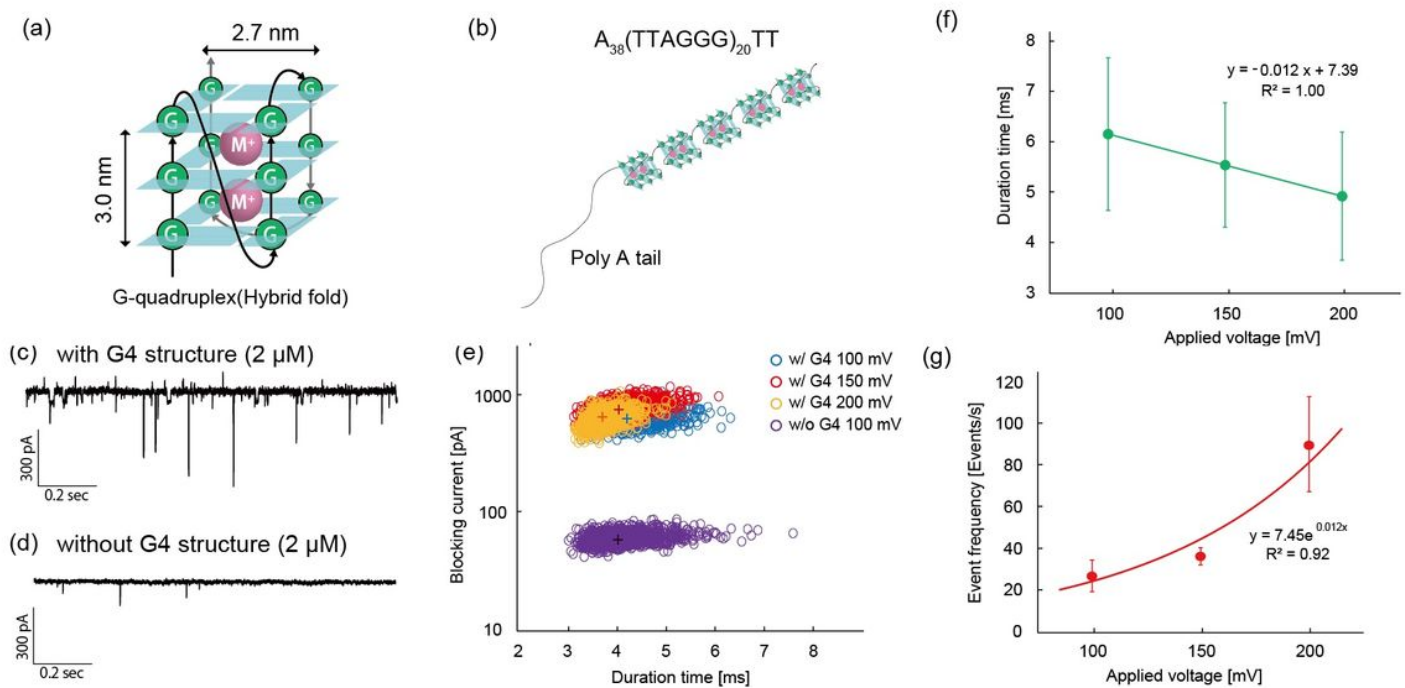 (a)
2.7 nm
3.0 nm
G
G
G
G
M⁺
G
G
G
G
M⁺
G
G
G
G
G-quadruplex(Hybrid fold)
(b)
A₃₈(TTAGGG)₂₀TT
Poly A tail
(c) with G4 structure (2 μM)
300 pA
0.2 sec
(d) without G4 structure (2 μM)
300 pA
0.2 sec
(e)
Blocking current [pA]
1000
100
10
2 3 4 5 6 7 8
Duration time [ms]
w/ G4 100 mV
w/ G4 150 mV
w/ G4 200 mV
w/o G4 100 mV
(f)
Duration time [ms]
8
7
6
5
4
3
100 150 200
Applied voltage [mV]
y = -0.012 x + 7.39
R² = 1.00
(g)
Event frequency [Events/s]
120
100
80
60
40
20
0
100 150 200
Applied voltage [mV]
y = 7.45e^0.012x
R² = 0.92